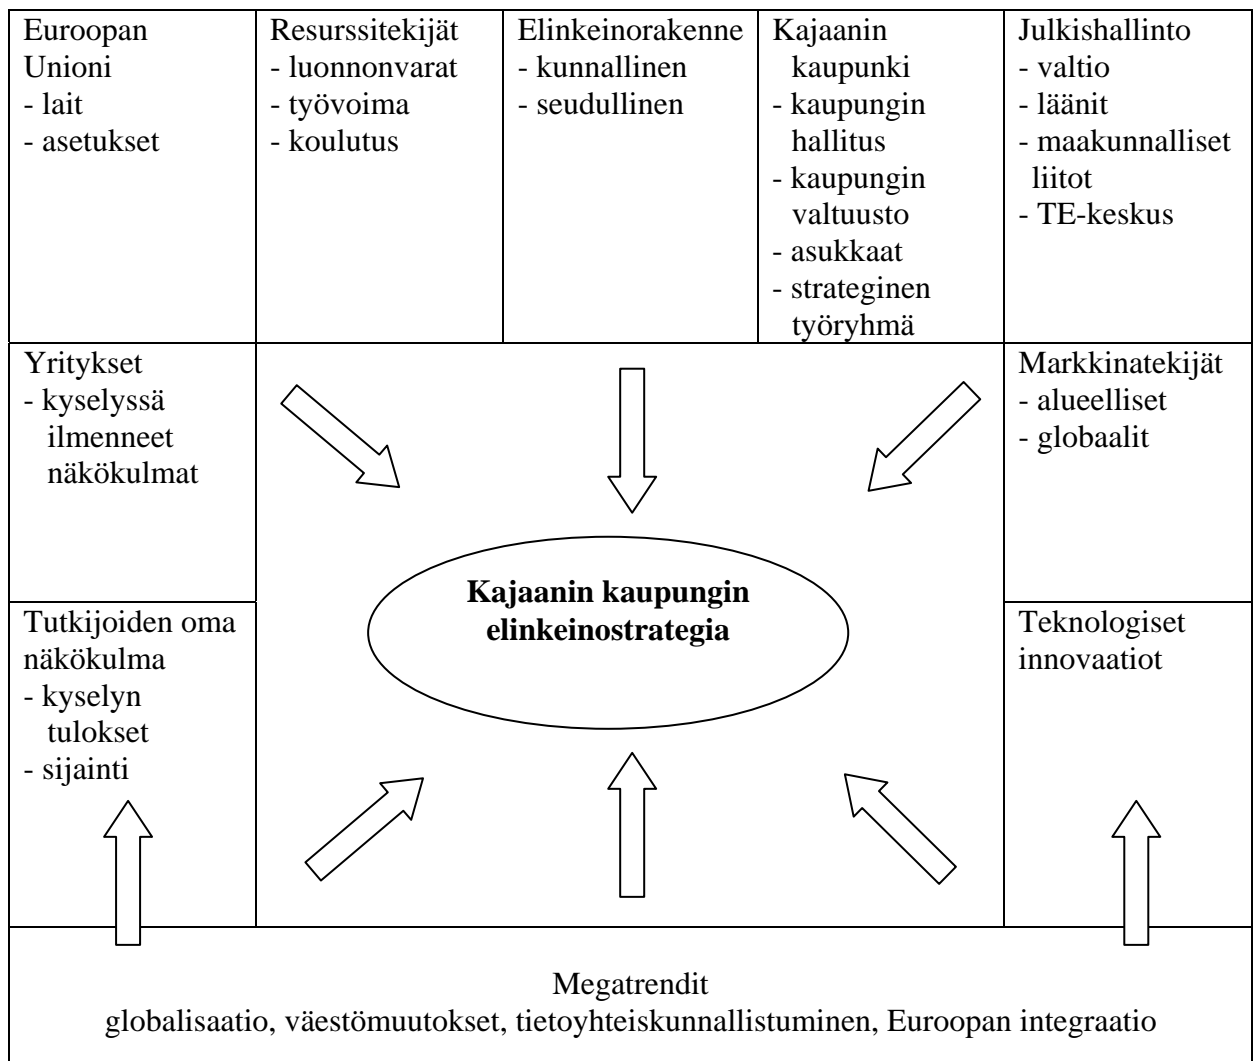 Euroopan
Unioni
- lait
- asetukset
Resurssitekijät
- luonnonvarat
- työvoima
- koulutus
Elinkeinorakenne
- kunnallinen
- seudullinen
Kajaanin
kaupunki
- kaupungin
hallitus
- kaupungin
valtuusto
- asukkaat
- strateginen
työryhmä
Julkishallinto
- valtio
- läänit
- maakunnalliset
liitot
- TE-keskus
Yritykset
- kyselyssä
ilmenneet
näkökulmat
Markkinatekijät
- alueelliset
- globaalit
Kajaanin kaupungin
elinkeinostrategia
Tutkijoiden oma
näkökulma
- kyselyn
tulokset
- sijainti
Teknologiset
innovaatiot
Megatrendit
globalisaatio, väestömuutokset, tietoyhteiskunnallistuminen, Euroopan integraatio